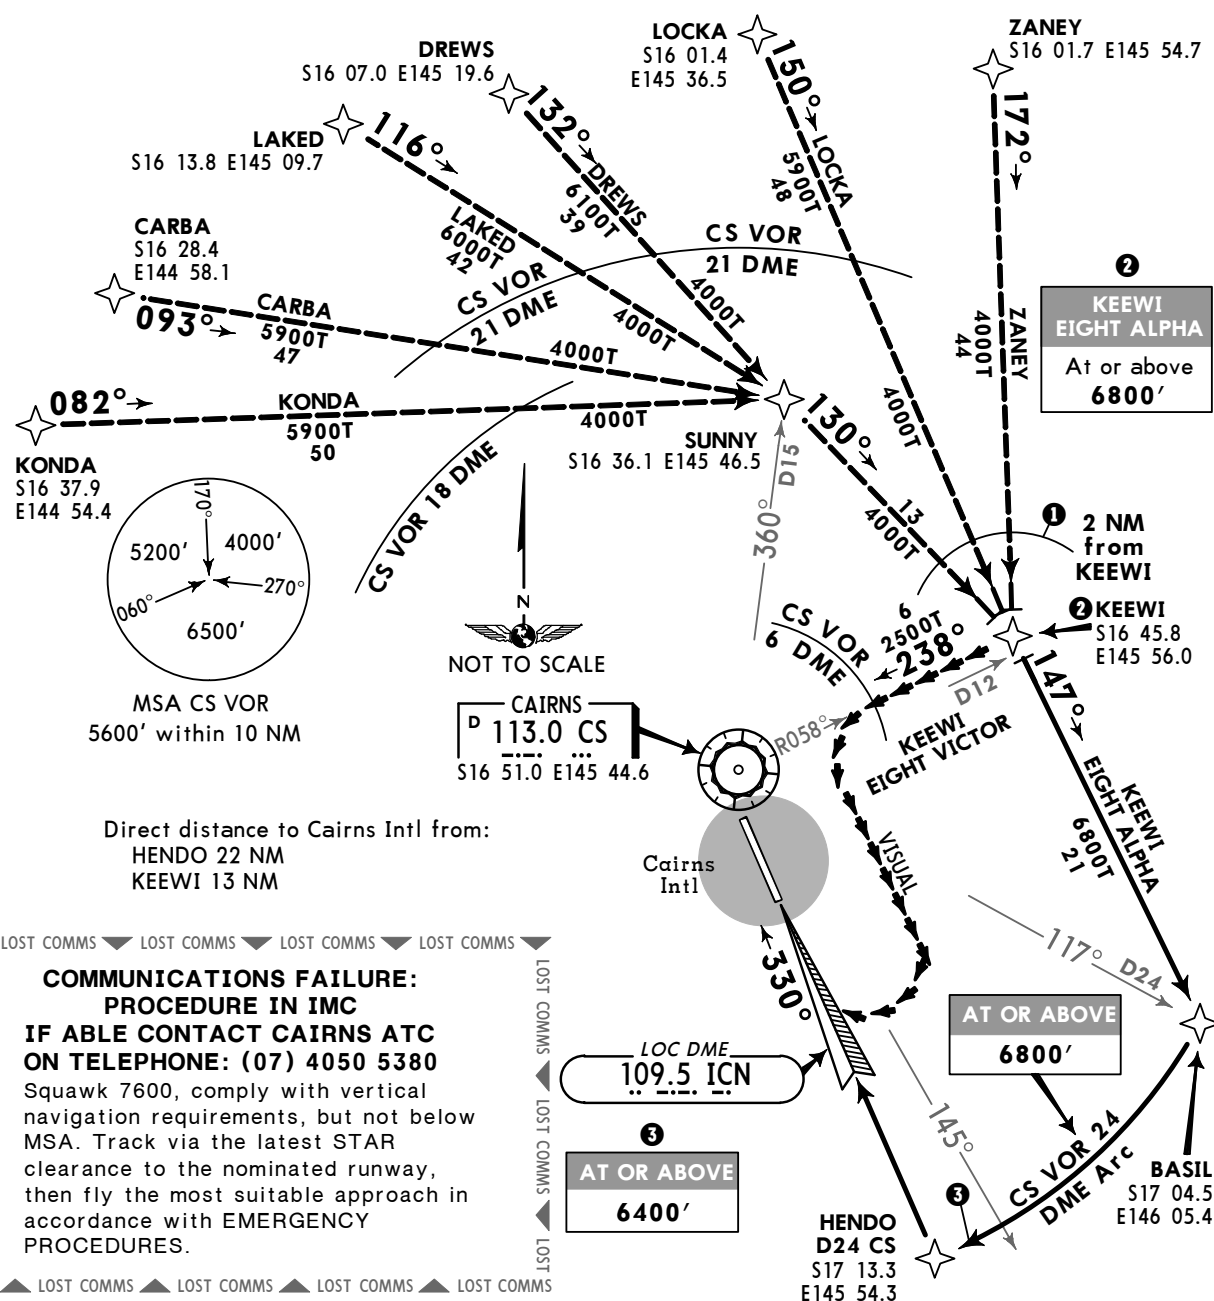 LOCKA
S16 01.4
E145 36.5
ZANEY
S16 01.7 E145 54.7
DREWS
S16 07.0 E145 19.6
LAKED
S16 13.8 E145 09.7
CARBA
S16 28.4
E144 58.1
150°
LOCKA
5900T
48
4000T
172°
ZANEY
4000T
44
132°
DREWS
6100T
39
4000T
116°
LAKED
6000T
42
4000T
093°
CARBA
5900T
47
4000T
082°
KONDA
5900T
50
4000T
CS VOR
21 DME
CS VOR
21 DME
CS VOR 18 DME
2
KEEWI
EIGHT ALPHA
At or above
6800′
KONDA
S16 37.9
E144 54.4
SUNNY
S16 36.1 E145 46.5
130°
13
4000T
D15
360°
1
2 NM
from
KEEWI
2
KEEWI
S16 45.8
E145 56.0
170°
5200′
4000′
060°
270°
6500′
MSA CS VOR
5600′ within 10 NM
N
NOT TO SCALE
CS VOR
6 DME
6
2500T
238°
D12
R058°
KEEWI
EIGHT VICTOR
CAIRNS
D
113.0 CS
S16 51.0 E145 44.6
147°
KEEWI
EIGHT ALPHA
6800T
21
Direct distance to Cairns Intl from:
HENDO 22 NM
KEEWI 13 NM
Cairns
Intl
VISUAL
330°
117°
D24
LOST COMMS LOST COMMS LOST COMMS LOST COMMS
COMMUNICATIONS FAILURE:
PROCEDURE IN IMC
IF ABLE CONTACT CAIRNS ATC
ON TELEPHONE: (07) 4050 5380
Squawk 7600, comply with vertical
navigation requirements, but not below
MSA. Track via the latest STAR
clearance to the nominated runway,
then fly the most suitable approach in
accordance with EMERGENCY
PROCEDURES.
LOST COMMS
LOST COMMS
LOST
LOST COMMS LOST COMMS LOST COMMS LOST COMMS
LOC DME
109.5 ICN
AT OR ABOVE
6800′
145°
3
AT OR ABOVE
6400′
CS VOR 24
DME Arc
3
BASIL
S17 04.5
E146 05.4
HENDO
D24 CS
S17 13.3
E145 54.3